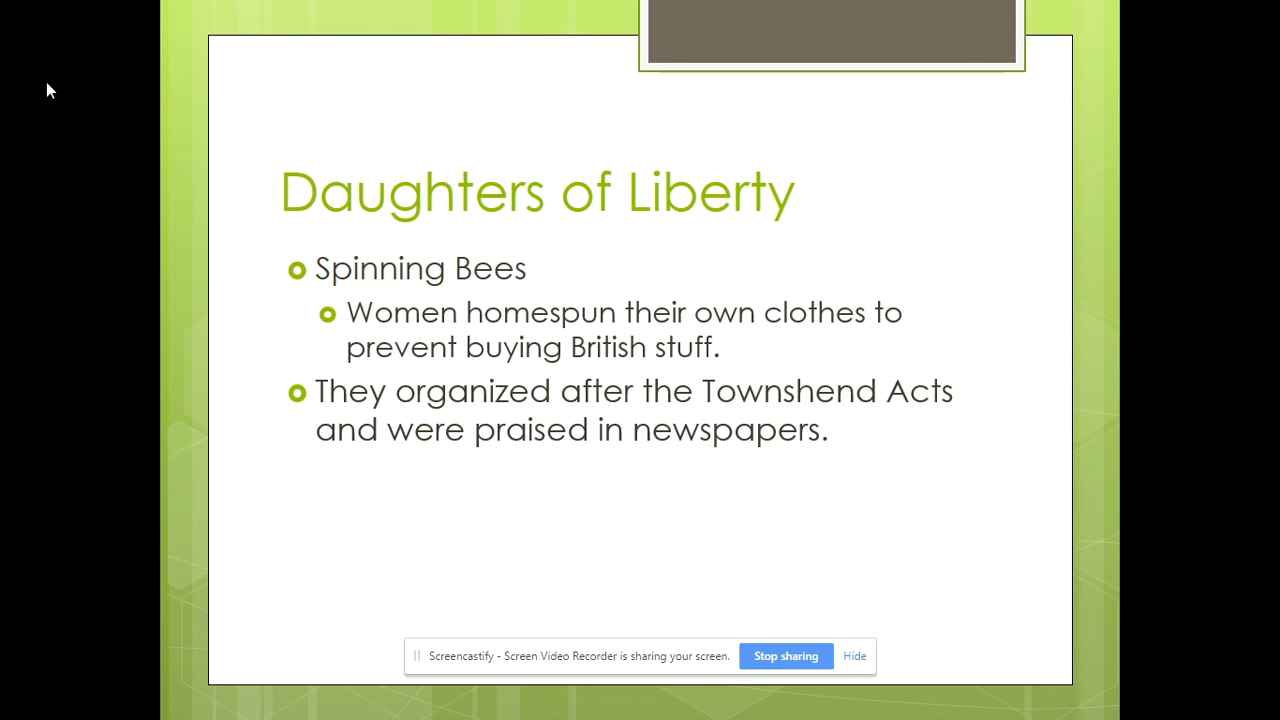 Daughters of Liberty
Spinning Bees
Women homespun their own clothes to
prevent buying British stuff.
They organized after the Townshend Acts
and were praised in newspapers.
Screencastify - Screen Video Recorder is sharing your screen. Stop sharing Hide